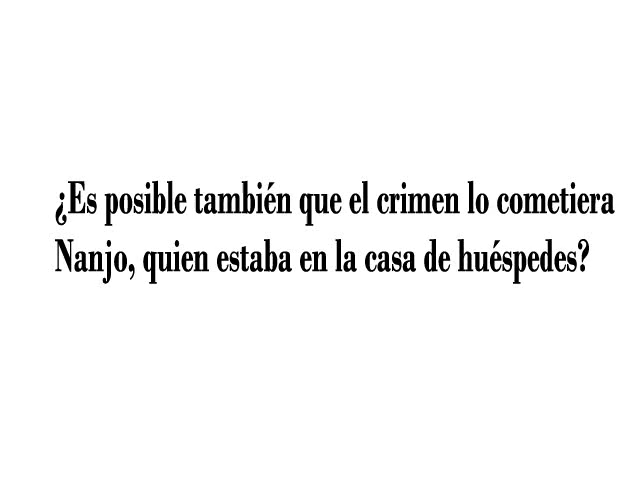 ¿Es posible también que el crimen lo cometiera
Nanjo, quien estaba en la casa de huéspedes?